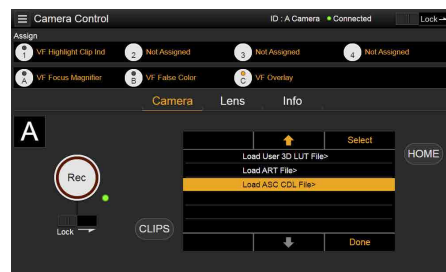 Camera Control
ID : A Camera
Connected
Lock
Assign
1 VF Highlight Clip Ind
2 Not Assigned
3 Not Assigned
4 Not Assigned
A VF Focus Magnifier
B VF False Color
C VF Overlay
Camera Lens Info
A
Select
Load User 3D LUT File>
HOME
Load ART File>
Rec
Load ASC CDL File>
Lock
CLIPS
Done